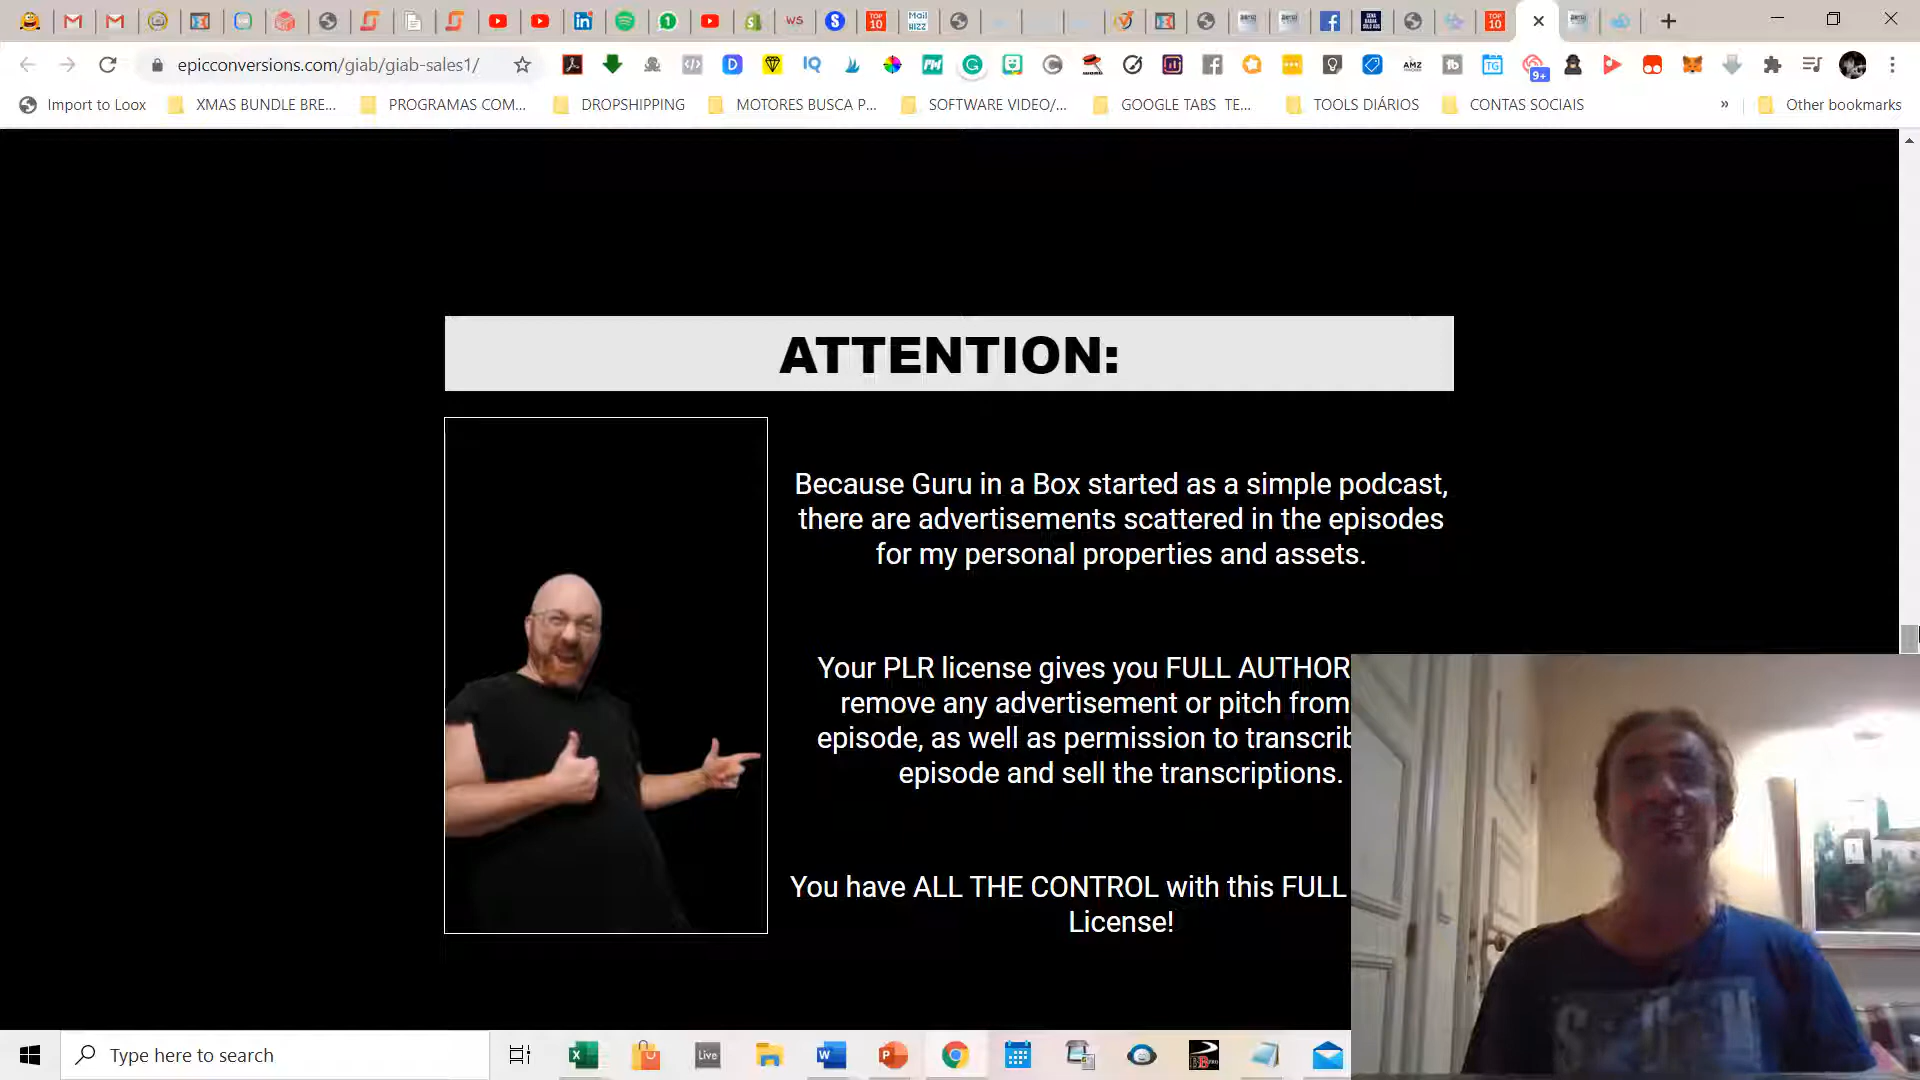 epicconversions.com/giab/giab-sales1/
Import to Loox
XMAS BUNDLE BRE...
PROGRAMAS COM...
DROPSHIPPING
MOTORES BUSCA P...
SOFTWARE VIDEO/...
GOOGLE TABS TE...
TOOLS DIÁRIOS
CONTAS SOCIAIS
»
Other bookmarks
ATTENTION:
Because Guru in a Box started as a simple podcast,
there are advertisements scattered in the episodes
for my personal properties and assets.
Your PLR license gives you FULL AUTHOR
remove any advertisement or pitch from
episode, as well as permission to transcrib
episode and sell the transcriptions.
You have ALL THE CONTROL with this FULL
License!
Type here to search